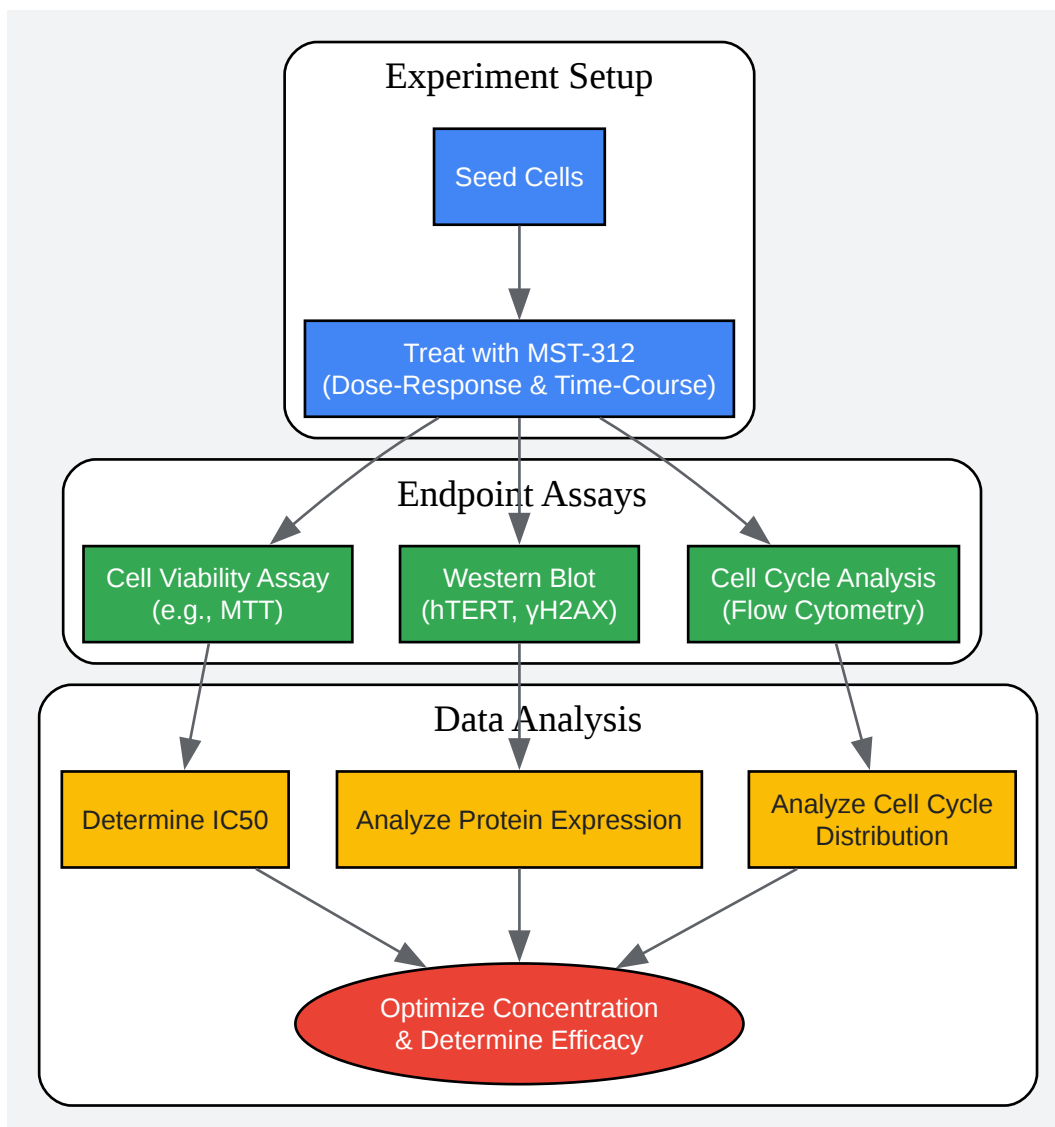 Experiment Setup
Seed Cells
Treat with MST-312
(Dose-Response & Time-Course)
Endpoint Assays
Cell Viability Assay
(e.g., MTT)
Western Blot
(hTERT, γH2AX)
Cell Cycle Analysis
(Flow Cytometry)
Data Analysis
Determine IC50
Analyze Protein Expression
Analyze Cell Cycle
Distribution
Optimize Concentration
& Determine Efficacy